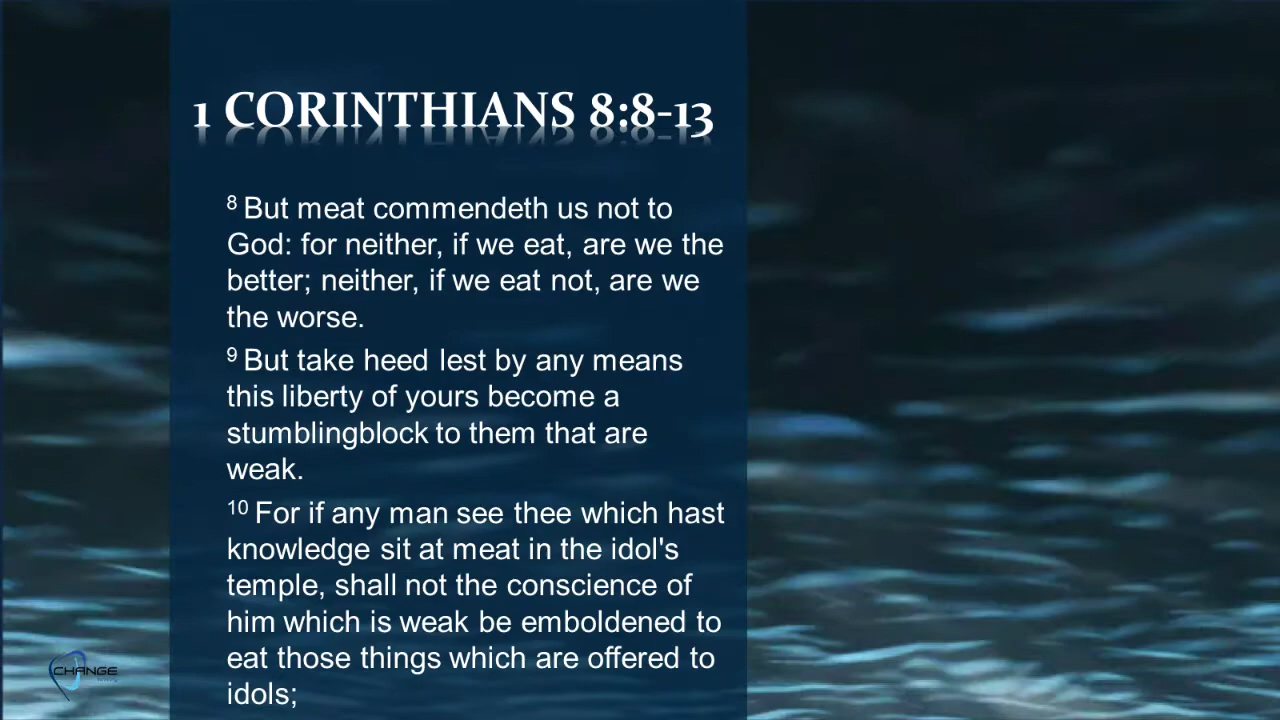 1 CORINTHIANS 8:8-13
8 But meat commendeth us not to
God: for neither, if we eat, are we the
better; neither, if we eat not, are we
the worse.
9 But take heed lest by any means
this liberty of yours become a
stumblingblock to them that are
weak.
10 For if any man see thee which hast
knowledge sit at meat in the idol's
temple, shall not the conscience of
him which is weak be emboldened to
eat those things which are offered to
idols;
CHANGE